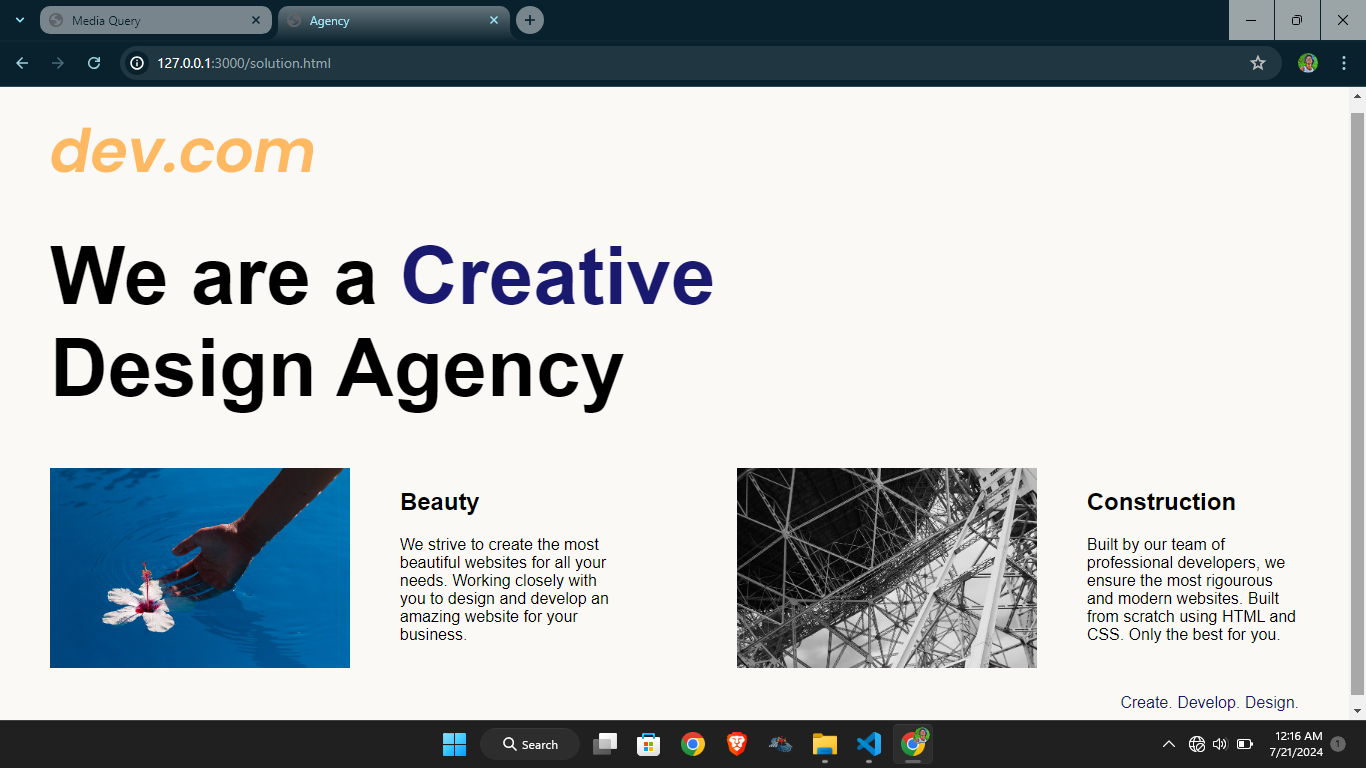 Media Query
Agency
127.0.0.1:3000/solution.html
dev.com
We are a Creative
Design Agency
Beauty
We strive to create the most
beautiful websites for all your
needs. Working closely with
you to design and develop an
amazing website for your
business.
Construction
Built by our team of
professional developers, we
ensure the most rigourous
and modern websites. Built
from scratch using HTML and
CSS. Only the best for you.
Create. Develop. Design.
Search
12:16 AM
7/21/2024
1